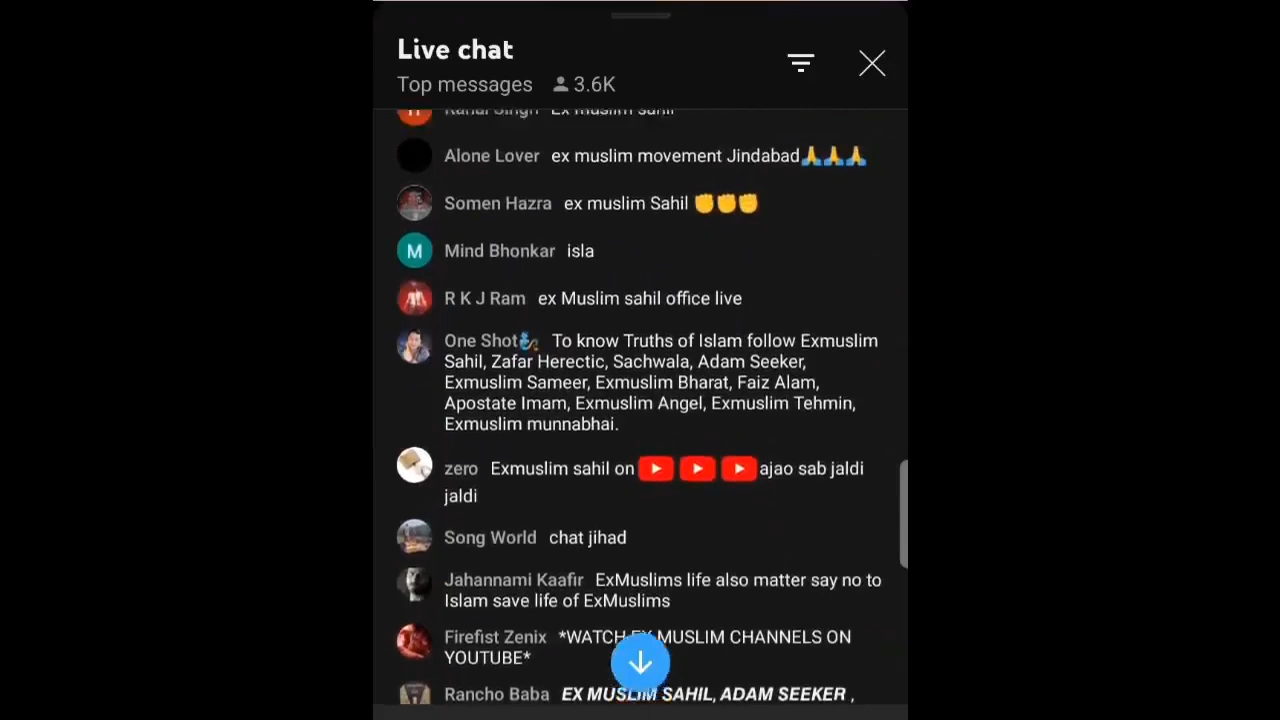 Live chat
Top messages 3.6K
Ex muslim sahil
Alone Lover ex muslim movement Jindabad🙏🙏🙏
Somen Hazra ex muslim Sahil ✊✊✊
M Mind Bhonkar isla
R K J Ram ex Muslim sahil office live
One Shot To know Truths of Islam follow Exmuslim
Sahil, Zafar Herectic, Sachwala, Adam Seeker,
Exmuslim Sameer, Exmuslim Bharat, Faiz Alam,
Apostate Imam, Exmuslim Angel, Exmuslim Tehmin,
Exmuslim munnabhai.
zero Exmuslim sahil on ajao sab jaldi
jaldi
Song World chat jihad
Jahannami Kaafir ExMuslims life also matter say no to
Islam save life of ExMuslims
Firefist Zenix *WATCH EX MUSLIM CHANNELS ON
YOUTUBE*
Rancho Baba EX MUSLIM SAHIL, ADAM SEEKER ,